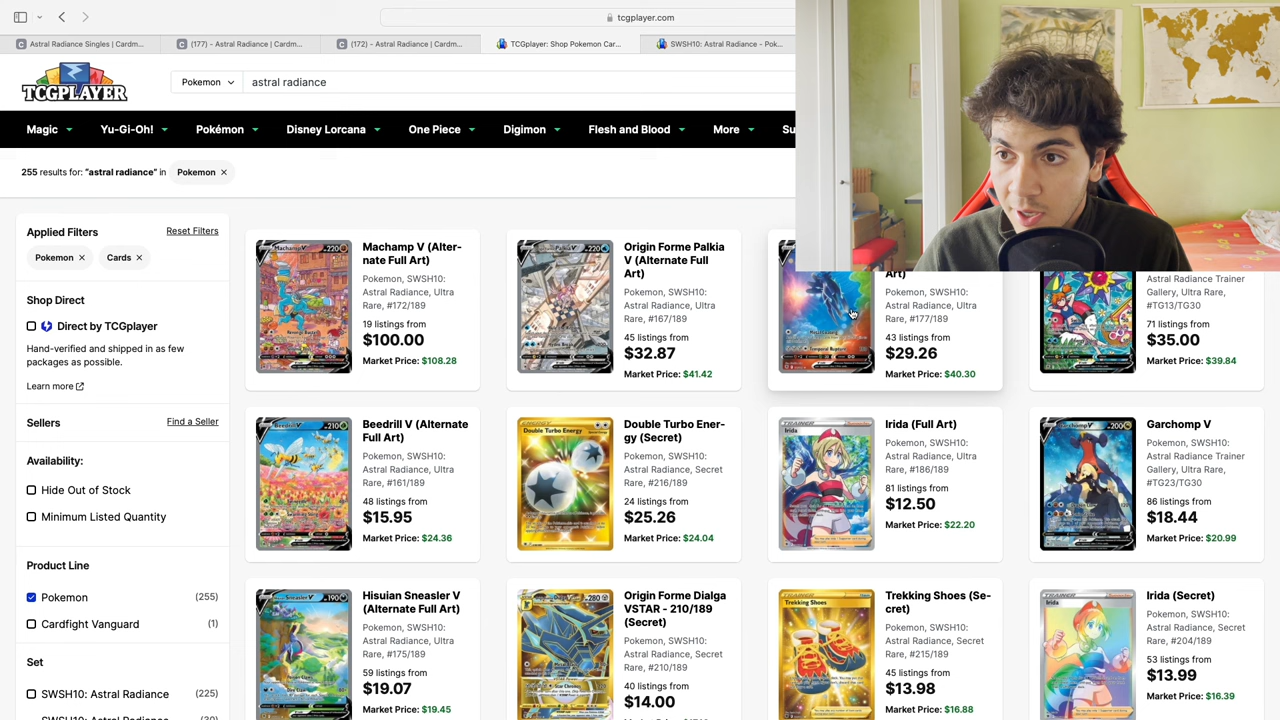 tcgplayer.com
Astral Radiance Singles | Cardm...
(177) - Astral Radiance | Cardm...
(172) - Astral Radiance | Cardm...
TCGplayer: Shop Pokemon Car...
SWSH10: Astral Radiance - Pok...
TCGPLAYER
Pokemon
astral radiance
Magic
Yu-Gi-Oh!
Pokémon
Disney Lorcana
One Piece
Digimon
Flesh and Blood
More
Su
255 results for: "astral radiance" in
Pokemon ×
Applied Filters
Reset Filters
Pokemon ×
Cards ×
Shop Direct
Direct by TCGplayer
Hand-verified and shipped in as few
packages as possible.
Learn more
Sellers
Find a Seller
Availability:
Hide Out of Stock
Minimum Listed Quantity
Product Line
Pokemon (255)
Cardfight Vanguard (1)
Set
SWSH10: Astral Radiance (225)
Machamp V (Alter-
nate Full Art)
Pokemon, SWSH10:
Astral Radiance, Ultra
Rare, #172/189
19 listings from
$100.00
Market Price: $108.28
Origin Forme Palkia
V (Alternate Full
Art)
Pokemon, SWSH10:
Astral Radiance, Ultra
Rare, #167/189
45 listings from
$32.87
Market Price: $41.42
Art)
Pokemon, SWSH10:
Astral Radiance, Ultra
Rare, #177/189
43 listings from
$29.26
Market Price: $40.30
Astral Radiance Trainer
Gallery, Ultra Rare,
#TG13/TG30
71 listings from
$35.00
Market Price: $39.84
Beedrill V (Alternate
Full Art)
Pokemon, SWSH10:
Astral Radiance, Ultra
Rare, #161/189
48 listings from
$15.95
Market Price: $24.36
Double Turbo Ener-
gy (Secret)
Pokemon, SWSH10:
Astral Radiance, Secret
Rare, #216/189
24 listings from
$25.26
Market Price: $24.04
Irida (Full Art)
Pokemon, SWSH10:
Astral Radiance, Ultra
Rare, #186/189
81 listings from
$12.50
Market Price: $22.20
Garchomp V
Pokemon, SWSH10:
Astral Radiance Trainer
Gallery, Ultra Rare,
#TG23/TG30
86 listings from
$18.44
Market Price: $20.99
Hisuian Sneasler V
(Alternate Full Art)
Pokemon, SWSH10:
Astral Radiance, Ultra
Rare, #175/189
59 listings from
$19.07
Market Price: $19.45
Origin Forme Dialga
VSTAR - 210/189
(Secret)
Pokemon, SWSH10:
Astral Radiance, Secret
Rare, #210/189
40 listings from
$14.00
Trekking Shoes (Se-
cret)
Pokemon, SWSH10:
Astral Radiance, Secret
Rare, #215/189
45 listings from
$13.98
Market Price: $16.88
Irida (Secret)
Pokemon, SWSH10:
Astral Radiance, Secret
Rare, #204/189
53 listings from
$13.99
Market Price: $16.39